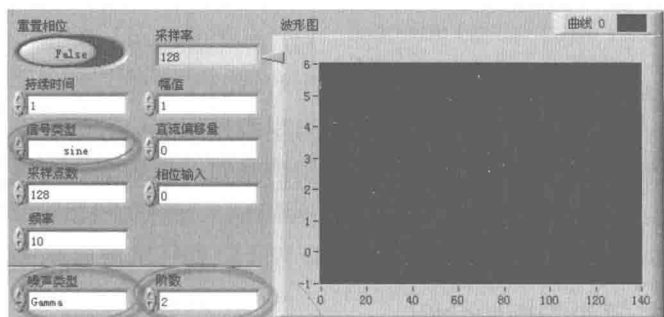 重置相位
False
采样率
128
持续时间
1
幅值
1
信号类型
sine
直流偏移量
0
采样点数
128
相位输入
0
频率
10
噪声类型
Gamma
阶数
2
波形图
曲线 0
6
5
4
3
2
1
0
-1
0
20
40
60
80
100
120
140